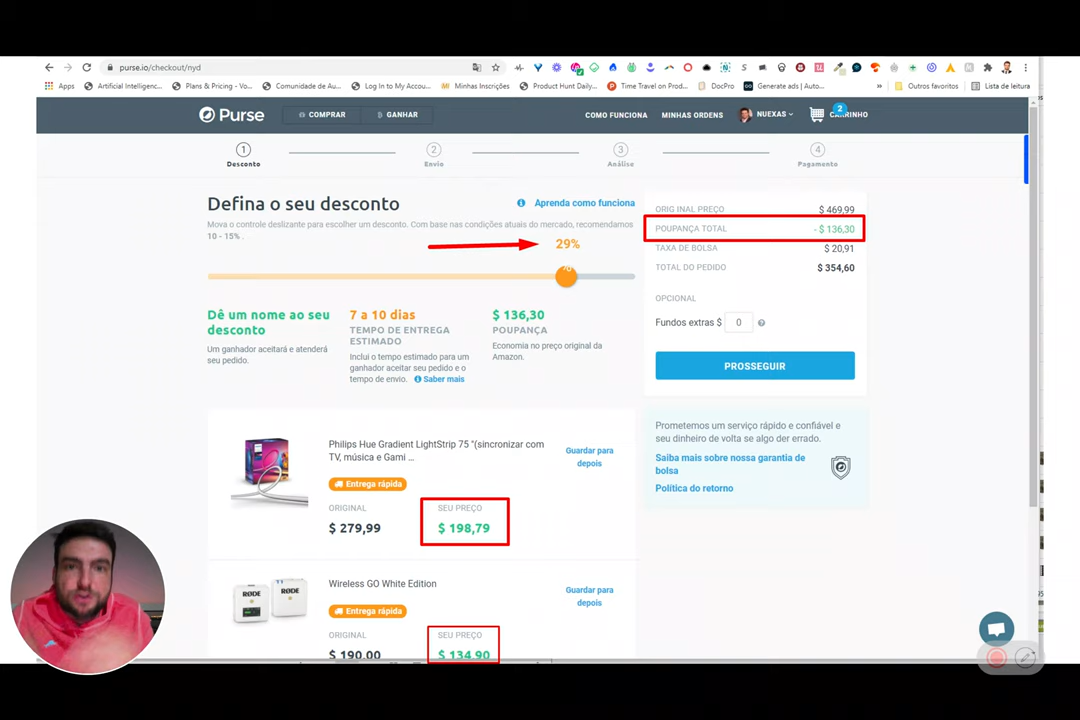 purse.io/checkout/nyd
Apps
Artificial Intelligenc...
Plans & Pricing - Vo...
Comunidade de Au...
Log In to My Accou...
Minhas Inscrições
Product Hunt Daily...
Time Travel on Prod...
DocPro
Generate ads | Auto...
»
Outros favoritos
Lista de leitura
Purse
COMPRAR
GANHAR
COMO FUNCIONA
MINHAS ORDENS
NUEXAS
2
CARRINHO
1
2
3
4
Desconto
Envio
Análise
Pagamento
Defina o seu desconto
Aprenda como funciona
Mova o controle deslizante para escolher um desconto. Com base nas condições atuais do mercado, recomendamos
10 - 15% .
29%
%
Dê um nome ao seu
desconto
Um ganhador aceitará e atenderá
seu pedido.
7 a 10 dias
TEMPO DE ENTREGA
ESTIMADO
Inclui o tempo estimado para um
ganhador aceitar seu pedido e o
tempo de envio. Saber mais
$ 136,30
POUPANÇA
Economia no preço original da
Amazon.
ORIG INAL PREÇO $ 469,99
POUPANÇA TOTAL - $ 136,30
TAXA DE BOLSA $ 20,91
TOTAL DO PEDIDO $ 354,60
OPCIONAL
Fundos extras $ 0
PROSSEGUIR
Prometemos um serviço rápido e confiável e
seu dinheiro de volta se algo der errado.
Saiba mais sobre nossa garantia de
bolsa
Política do retorno
Philips Hue Gradient LightStrip 75 "(sincronizar com
TV, música e Gami ...
Guardar para
depois
Entrega rápida
ORIGINAL
$ 279,99
SEU PREÇO
$ 198,79
RØDE
RØDE
Wireless GO White Edition
Guardar para
depois
Entrega rápida
ORIGINAL
$ 190,00
SEU PREÇO
$ 134,90